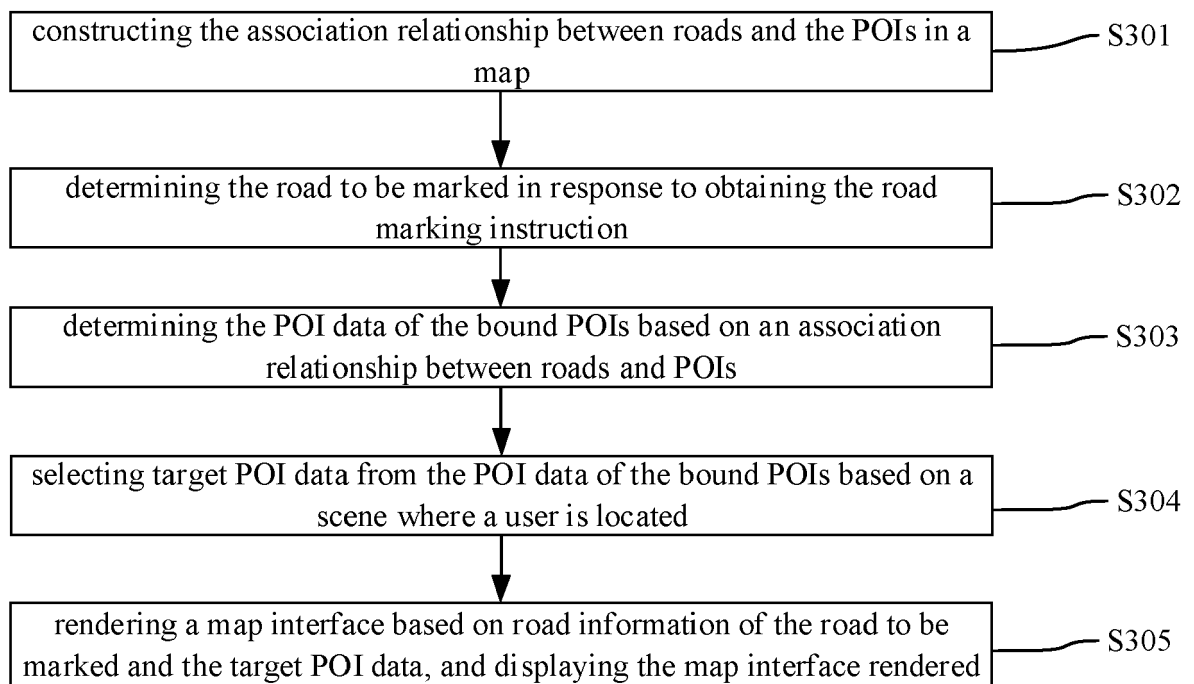 constructing the association relationship between roads and the POIs in a
map
S301
determining the road to be marked in response to obtaining the road
marking instruction
S302
determining the POI data of the bound POIs based on an association
relationship between roads and POIs
S303
selecting target POI data from the POI data of the bound POIs based on a
scene where a user is located
S304
rendering a map interface based on road information of the road to be
marked and the target POI data, and displaying the map interface rendered
S305